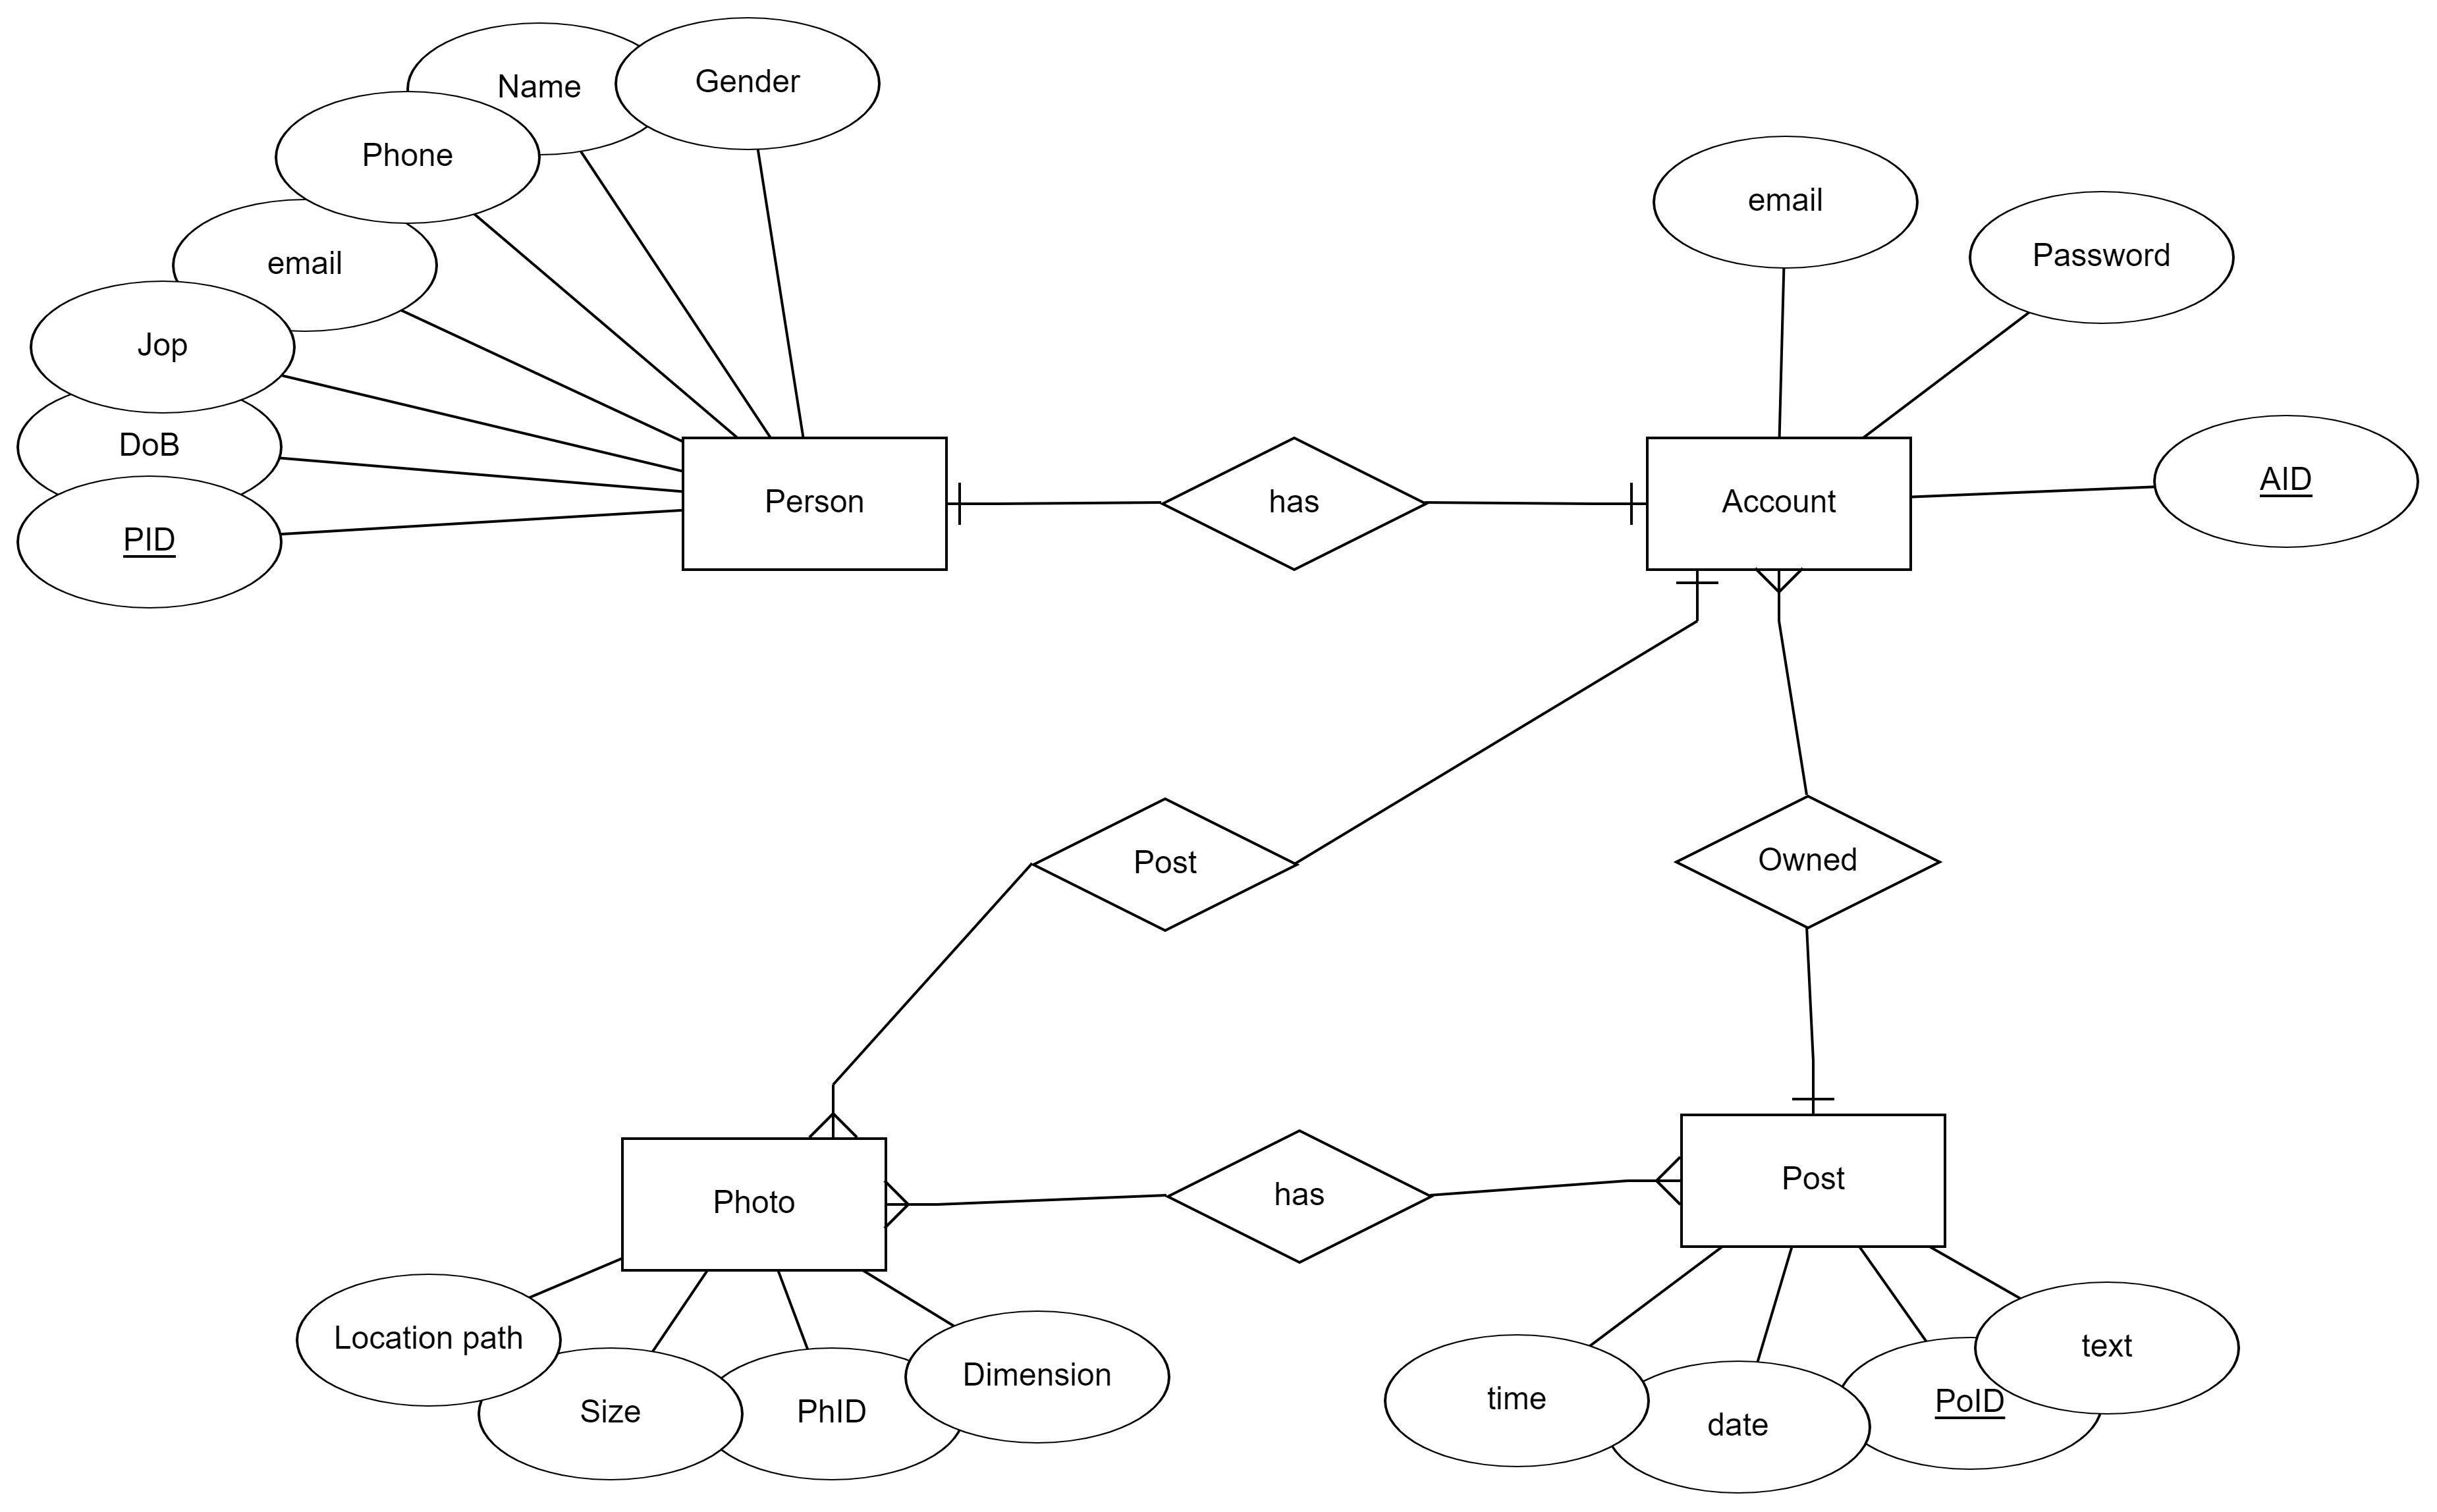 Name
Gender
Phone
email
Jop
DoB
PID
Person
has
email
Password
Account
AID
Post
Owned
Photo
has
Post
Location path
Size
PhID
Dimension
time
date
PoID
text